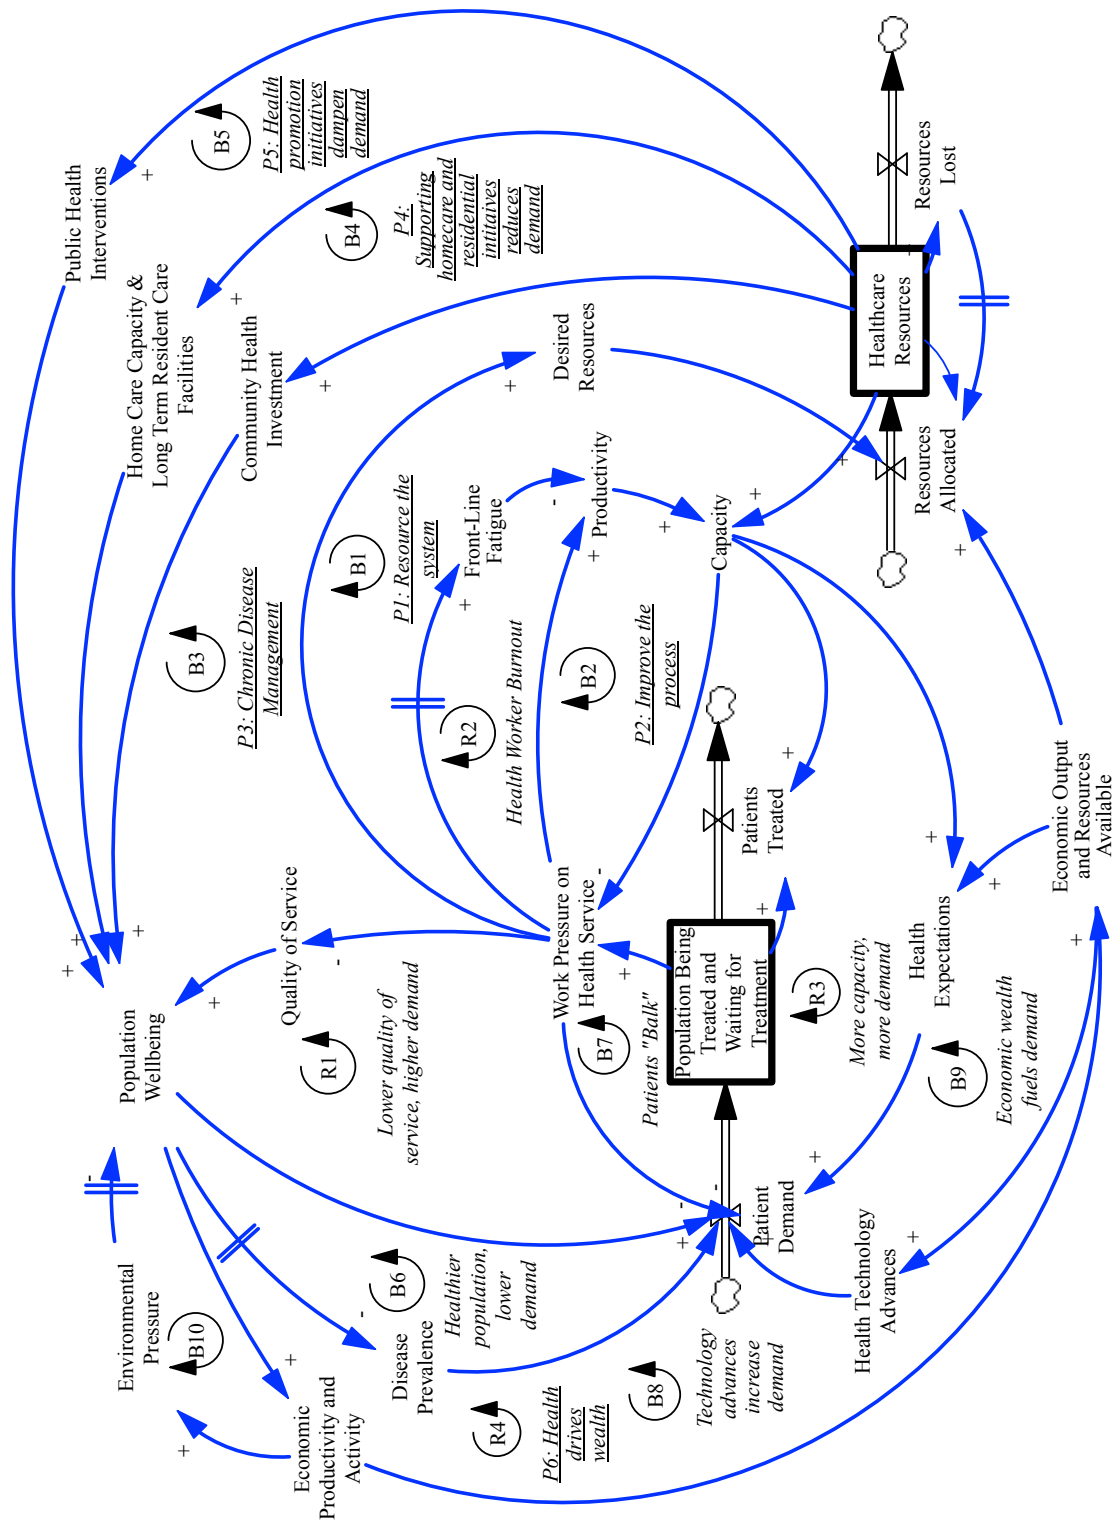 Public Health
Interventions
Environmental
Pressure
Population
Wellbeing
Home Care Capacity &
Long Term Resident Care
Facilities
B10
B3
B5
P3: Chronic Disease
Management
Community Health
Investment
P5: Health
promotion
initiatives
dampen
demand
Economic
Productivity and
Activity
Quality of Service
R1
B1
B4
Disease
Prevalence
B6
Lower quality of
service, higher demand
P1: Resource the
system
P4:
Supporting
homecare and
residential
intitaives
reduces
demand
Healthier
population,
lower
demand
R4
R2
Front-Line
Fatigue
Health Worker Burnout
P6: Health
drives
wealth
Work Pressure on
Health Service
B2
Productivity
Desired
Resources
B7
Patients "Balk"
B8
P2: Improve the
process
Technology
advances
increase
demand
Population Being
Treated and
Waiting for
Treatment
Capacity
Patient
Demand
Patients
Treated
R3
Health Technology
Advances
More capacity,
more demand
Healthcare
Resources
Health
Expectations
Resources
Allocated
Resources
Lost
B9
Economic wealth
fuels demand
Economic Output
and Resources
Available